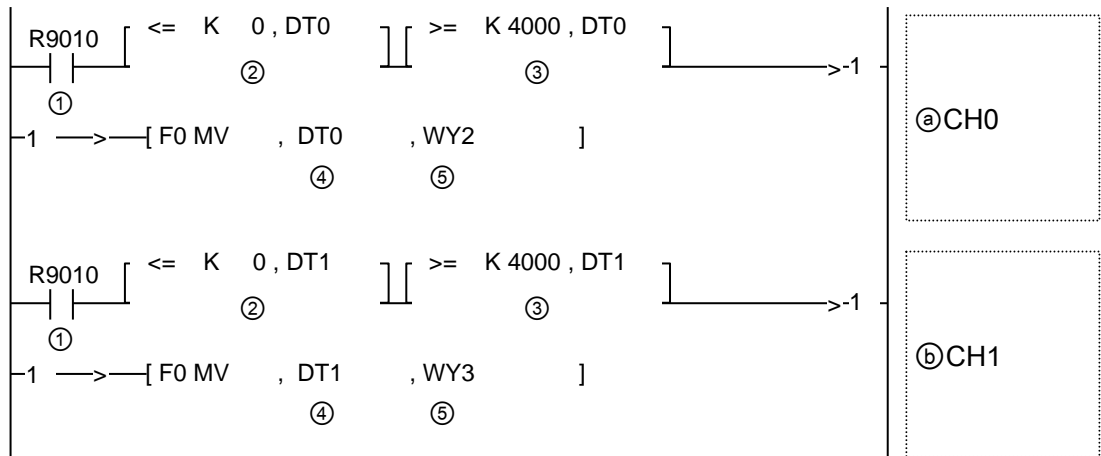 R9010 <= K 0 , DT0 >= K 4000 , DT0
② ③ > 1
①
ⓐCH0
1 > [ F0 MV , DT0 , WY2 ]
④ ⑤
R9010 <= K 0 , DT1 >= K 4000 , DT1
② ③ > 1
①
ⓑCH1
1 > [ F0 MV , DT1 , WY3 ]
④ ⑤